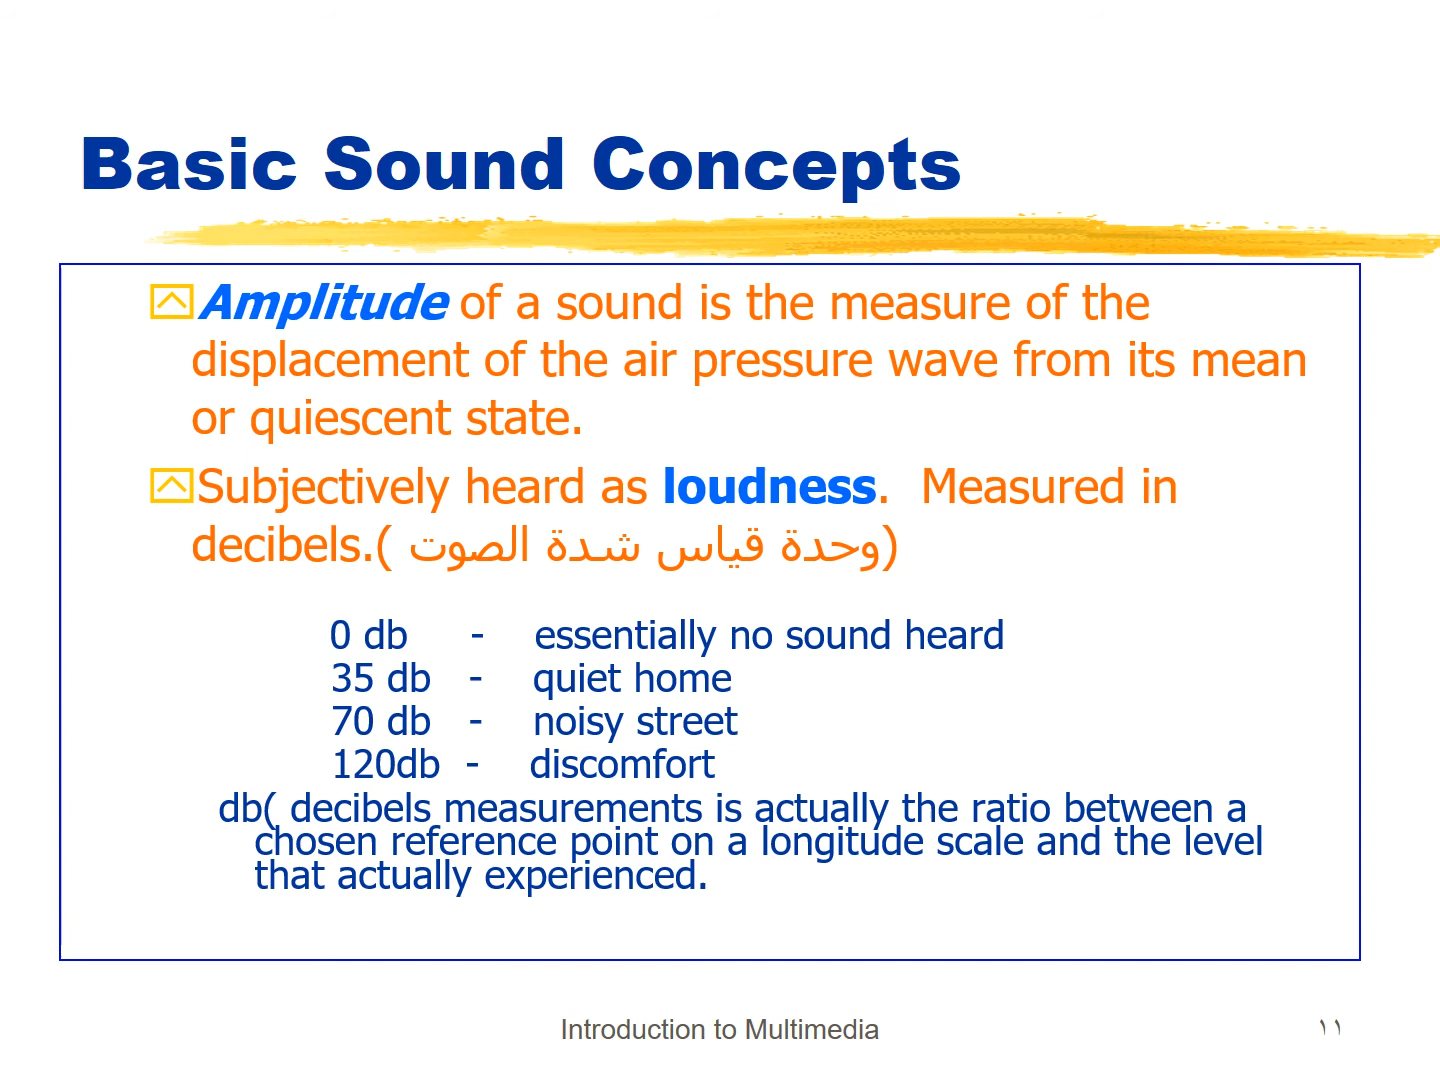 Basic Sound Concepts
Amplitude of a sound is the measure of the
displacement of the air pressure wave from its mean
or quiescent state.
Subjectively heard as loudness.  Measured in
decibels.( وحدة قياس شدة الصوت)
0 db - essentially no sound heard
35 db - quiet home
70 db - noisy street
120db - discomfort
db( decibels measurements is actually the ratio between a
chosen reference point on a longitude scale and the level
that actually experienced.
Introduction to Multimedia
١١